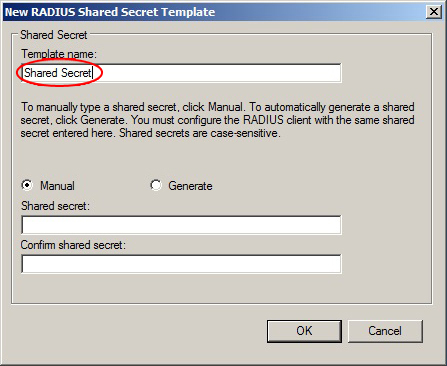 New RADIUS Shared Secret Template
Shared Secret
Template name:
Shared Secret
To manually type a shared secret, click Manual. To automatically generate a shared
secret, click Generate. You must configure the RADIUS client with the same shared
secret entered here. Shared secrets are case-sensitive.
Manual Generate
Shared secret:
Confirm shared secret:
OK Cancel